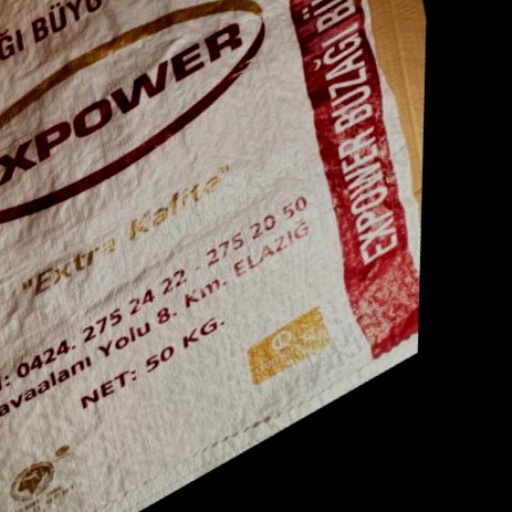 ĞI BÜYÜ
XPOWER
"Extra Kalite"
: 0424. 275 24 22 - 275 20 50
avaalanı Yolu 8. Km. ELAZIĞ
NET: 50 KG.
EXPOWER BUZAĞI BÜ